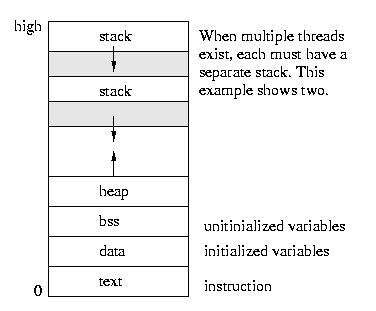 high
stack
When multiple threads
exist, each must have a
separate stack. This
example shows two.
stack
heap
bss
unitinialized variables
data
initialized variables
text
instruction
0